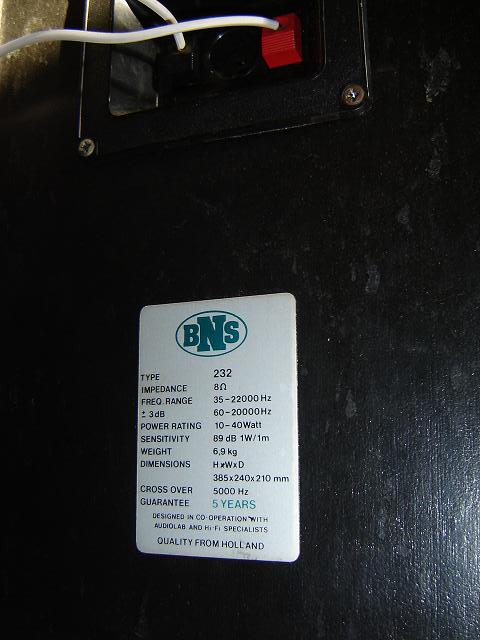 BNS
TYPE 232
IMPEDANCE 8Ω
FREQ. RANGE 35-22000 Hz
± 3dB 60-20000Hz
POWER RATING 10-40Watt
SENSITIVITY 89 dB 1W/1m
WEIGHT 6,9 kg
DIMENSIONS HxWxD
385x240x210 mm
CROSS OVER 5000 Hz
GUARANTEE 5 YEARS
DESIGNED IN CO-OPERATION WITH
AUDIOLAB AND Hi-Fi SPECIALISTS
QUALITY FROM HOLLAND